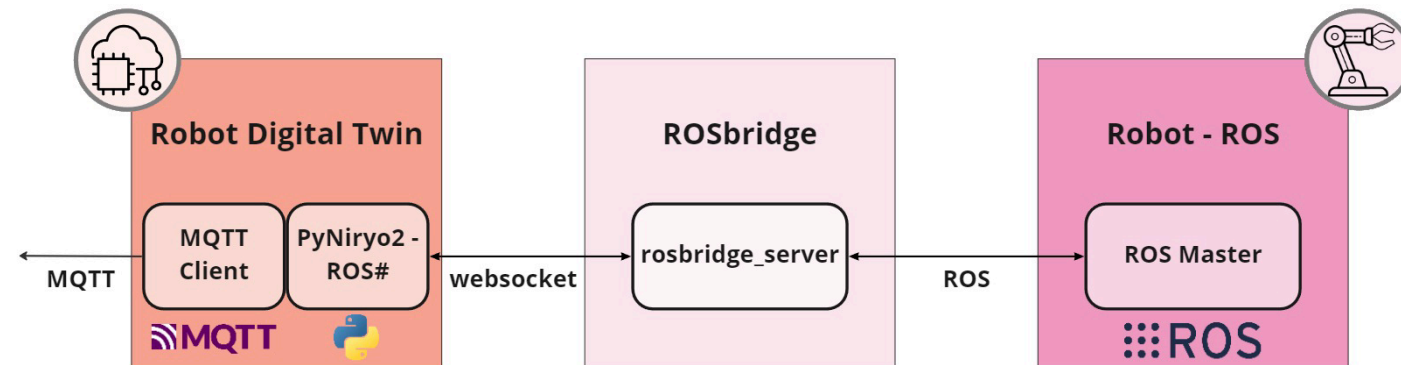 Robot Digital Twin
ROSbridge
Robot - ROS
MQTT
Client
PyNiryo2 -
ROS#
rosbridge_server
ROS Master
MQTT
websocket
ROS
MQTT
ROS